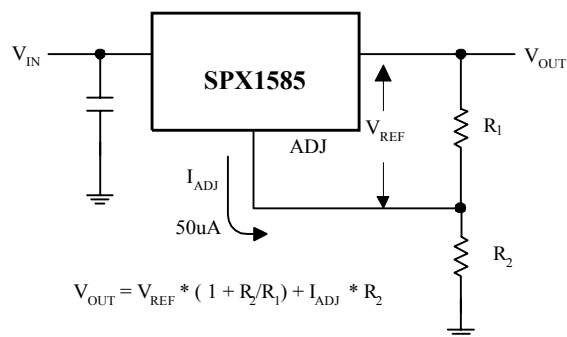 V_IN
SPX1585
V_OUT
ADJ
V_REF
R_1
I_ADJ
50uA
R_2
V_OUT = V_REF * ( 1 + R_2/R_1) + I_ADJ * R_2